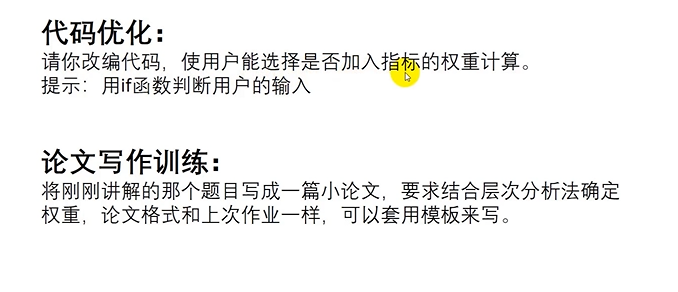 代码优化：
请你改编代码，使用户能选择是否加入指标的权重计算。
提示：用if函数判断用户的输入
论文写作训练：
将刚刚讲解的那个题目写成一篇小论文，要求结合层次分析法确定
权重，论文格式和上次作业一样，可以套用模板来写。